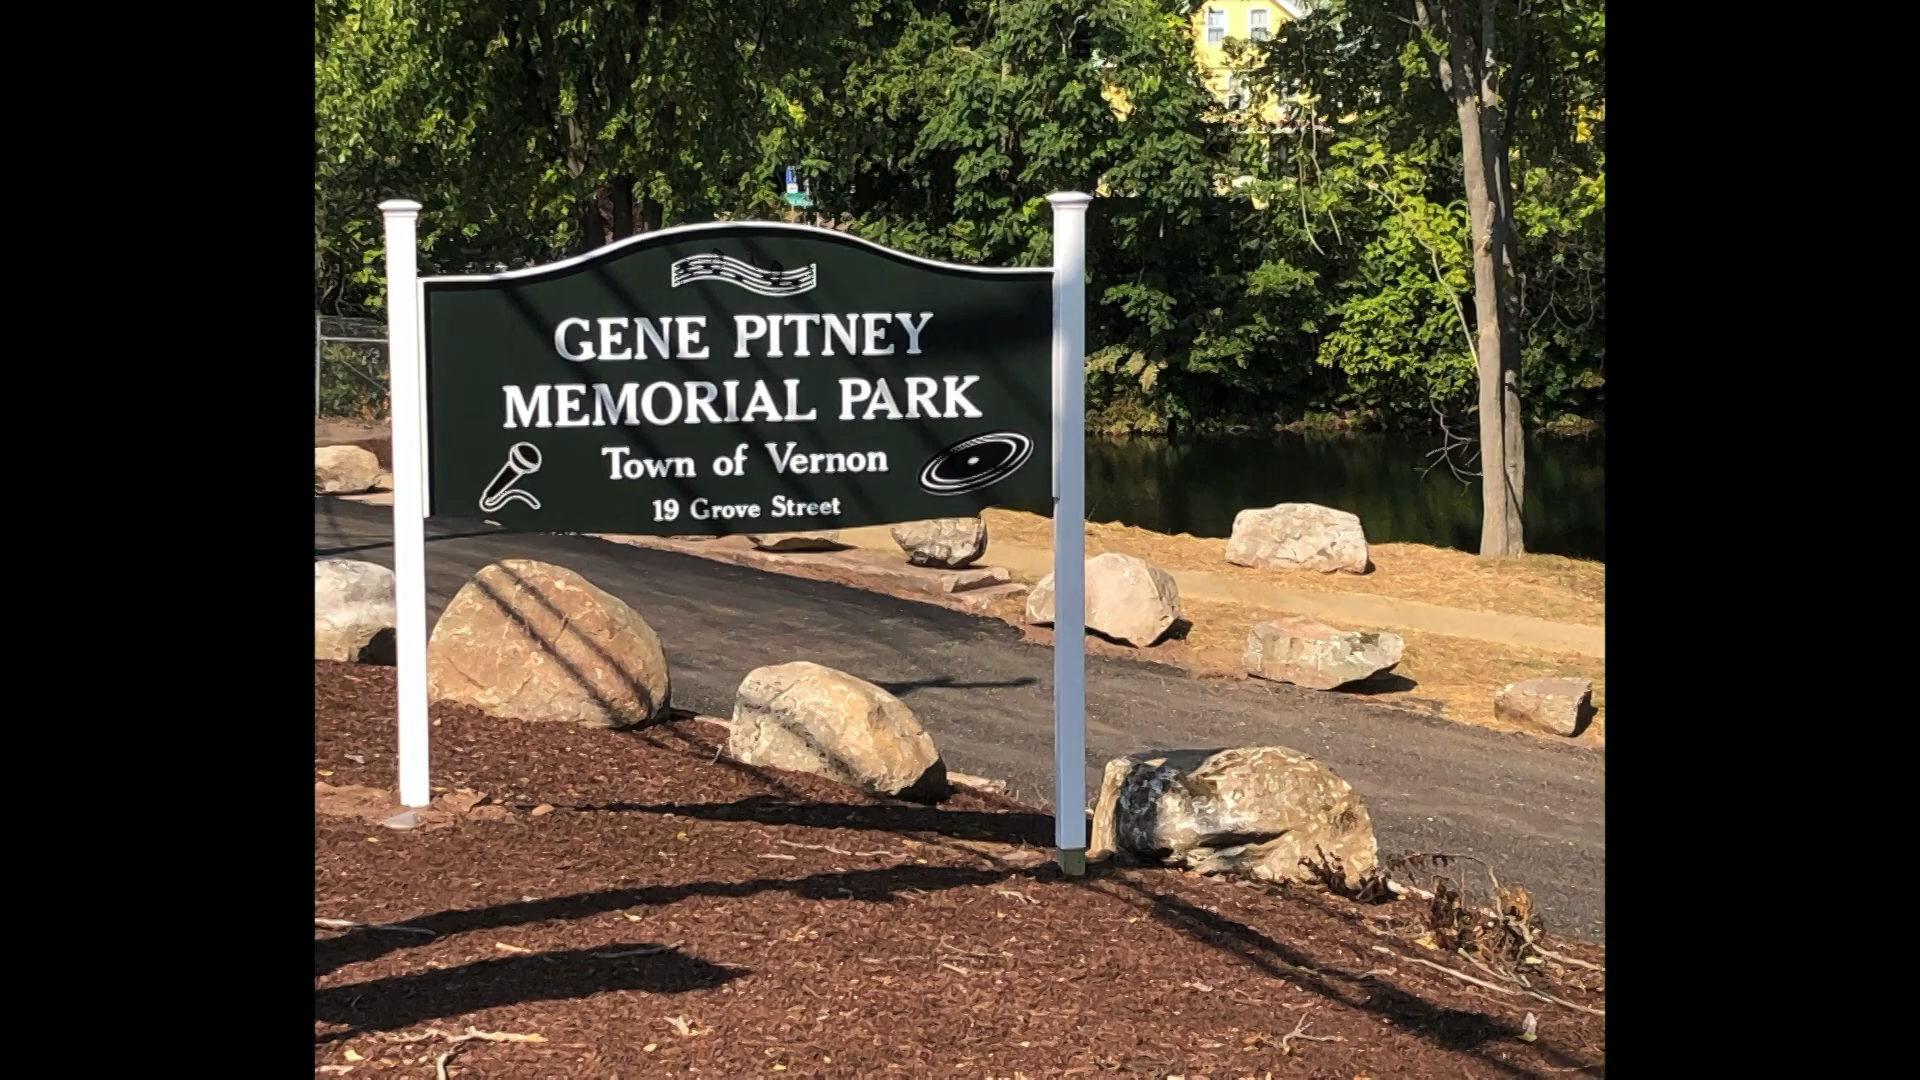 GENE PITNEY
MEMORIAL PARK
Town of Vernon
19 Grove Street